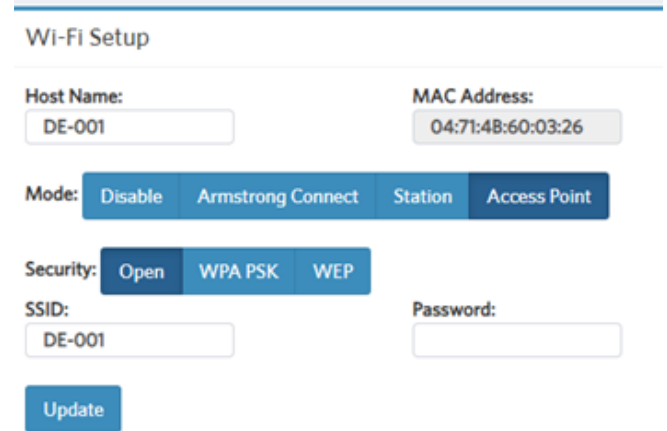 Wi-Fi Setup
Host Name: MAC Address:
DE-001 04:71:4B:60:03:26
Mode: Disable Armstrong Connect Station Access Point
Security: Open WPA PSK WEP
SSID: Password:
DE-001
Update